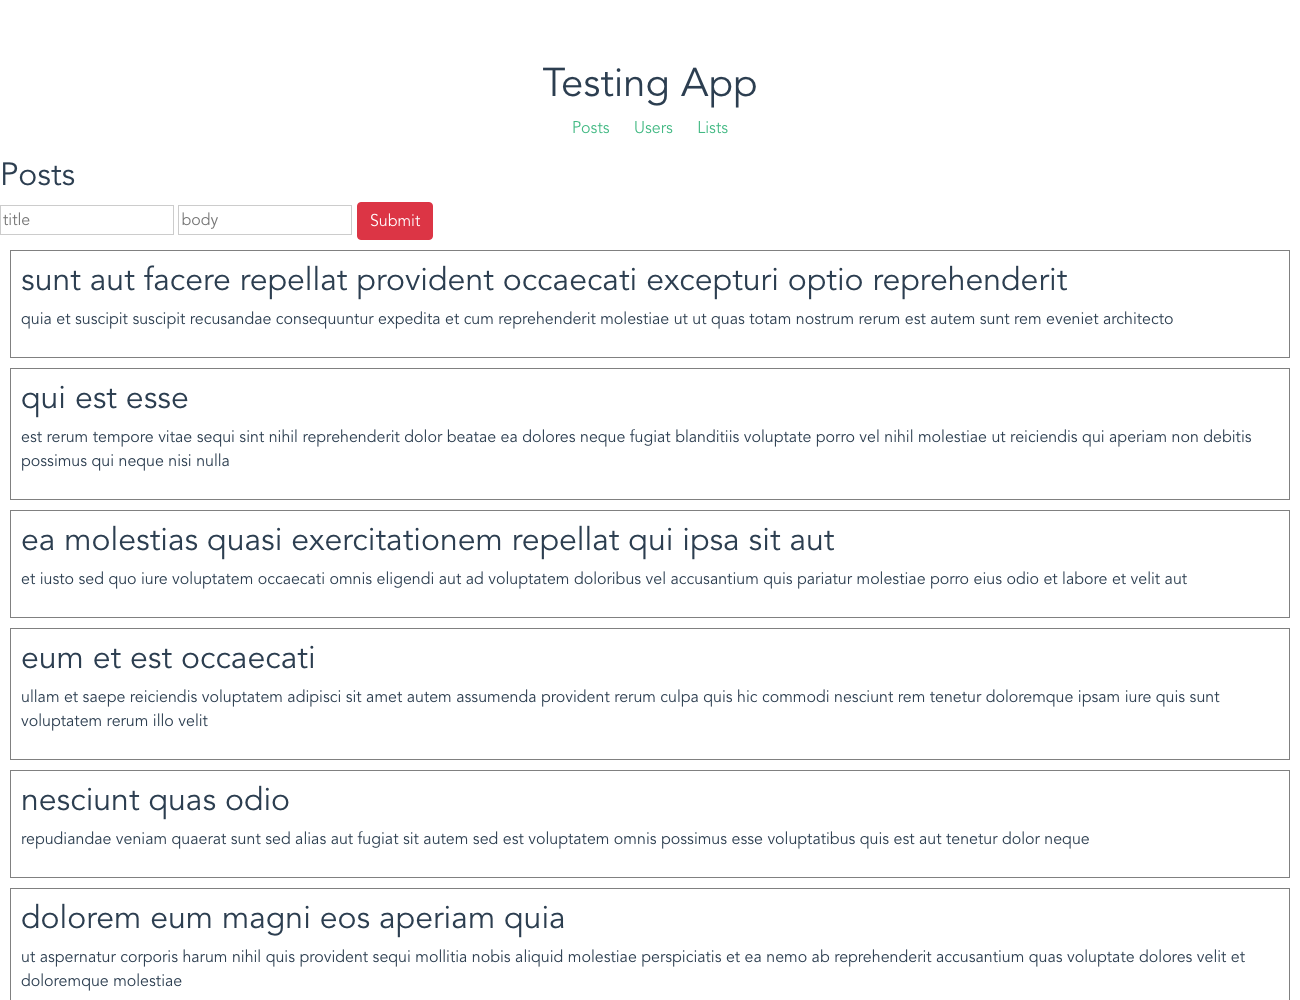 Testing App
Posts Users Lists
Posts
title body Submit
sunt aut facere repellat provident occaecati excepturi optio reprehenderit
quia et suscipit suscipit recusandae consequuntur expedita et cum reprehenderit molestiae ut ut quas totam nostrum rerum est autem sunt rem eveniet architecto
qui est esse
est rerum tempore vitae sequi sint nihil reprehenderit dolor beatae ea dolores neque fugiat blanditiis voluptate porro vel nihil molestiae ut reiciendis qui aperiam non debitis
possimus qui neque nisi nulla
ea molestias quasi exercitationem repellat qui ipsa sit aut
et iusto sed quo iure voluptatem occaecati omnis eligendi aut ad voluptatem doloribus vel accusantium quis pariatur molestiae porro eius odio et labore et velit aut
eum et est occaecati
ullam et saepe reiciendis voluptatem adipisci sit amet autem assumenda provident rerum culpa quis hic commodi nesciunt rem tenetur doloremque ipsam iure quis sunt
voluptatem rerum illo velit
nesciunt quas odio
repudiandae veniam quaerat sunt sed alias aut fugiat sit autem sed est voluptatem omnis possimus esse voluptatibus quis est aut tenetur dolor neque
dolorem eum magni eos aperiam quia
ut aspernatur corporis harum nihil quis provident sequi mollitia nobis aliquid molestiae perspiciatis et ea nemo ab reprehenderit accusantium quas voluptate dolores velit et
doloremque molestiae